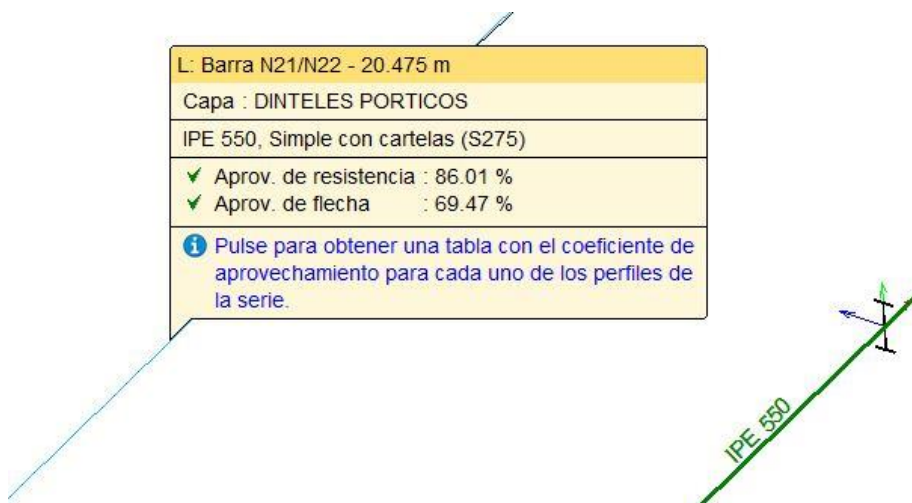 L: Barra N21/N22 - 20.475 m
Capa : DINTELES PORTICOS
IPE 550, Simple con cartelas (S275)
Aprov. de resistencia : 86.01 %
Aprov. de flecha : 69.47 %
Pulse para obtener una tabla con el coeficiente de
aprovechamiento para cada uno de los perfiles de
la serie.
IPE 550